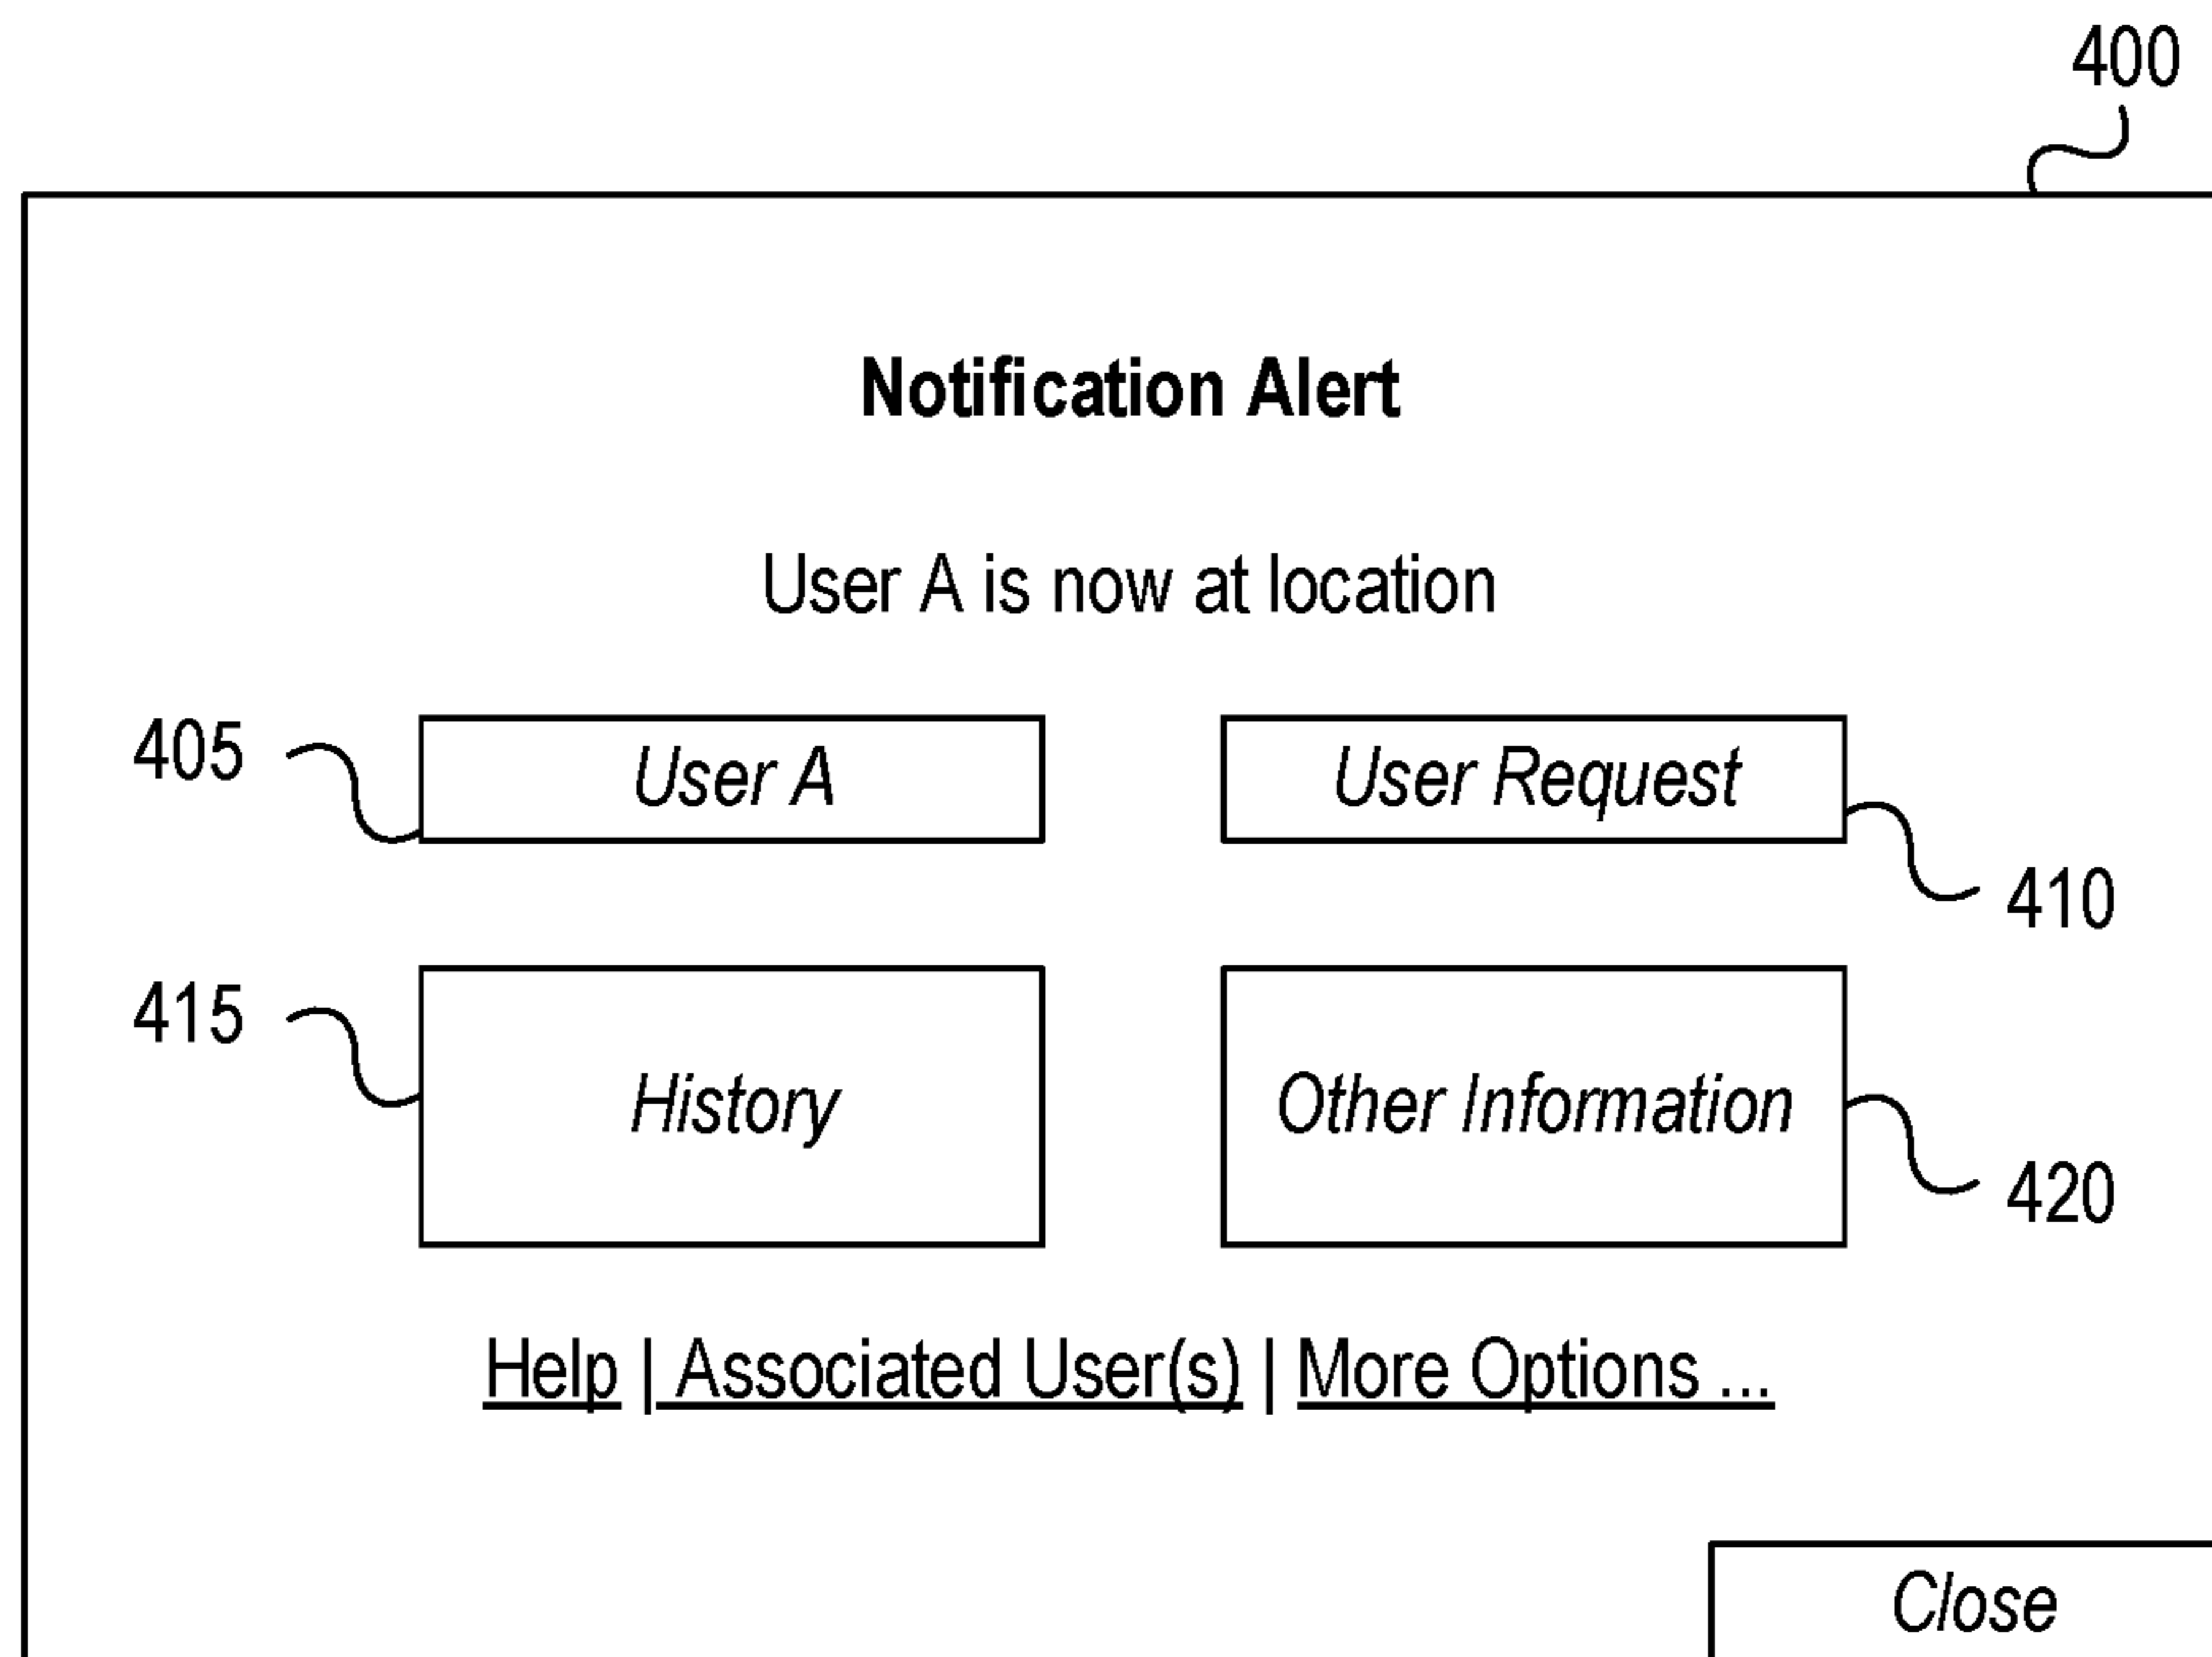 400
Notification Alert
User A is now at location
405 User A User Request
410
415 History Other Information
420
Help | Associated User(s) | More Options ...
Close